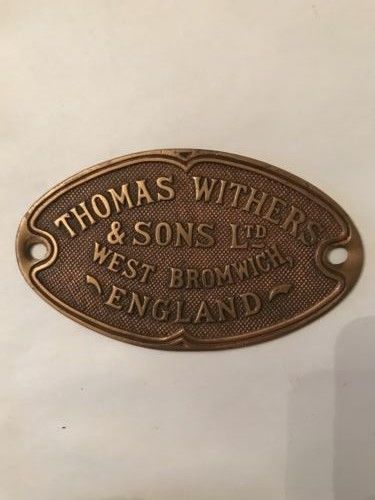 THOMAS WITHERS
& SONS LTD
WEST BROMWICH,
ENGLAND